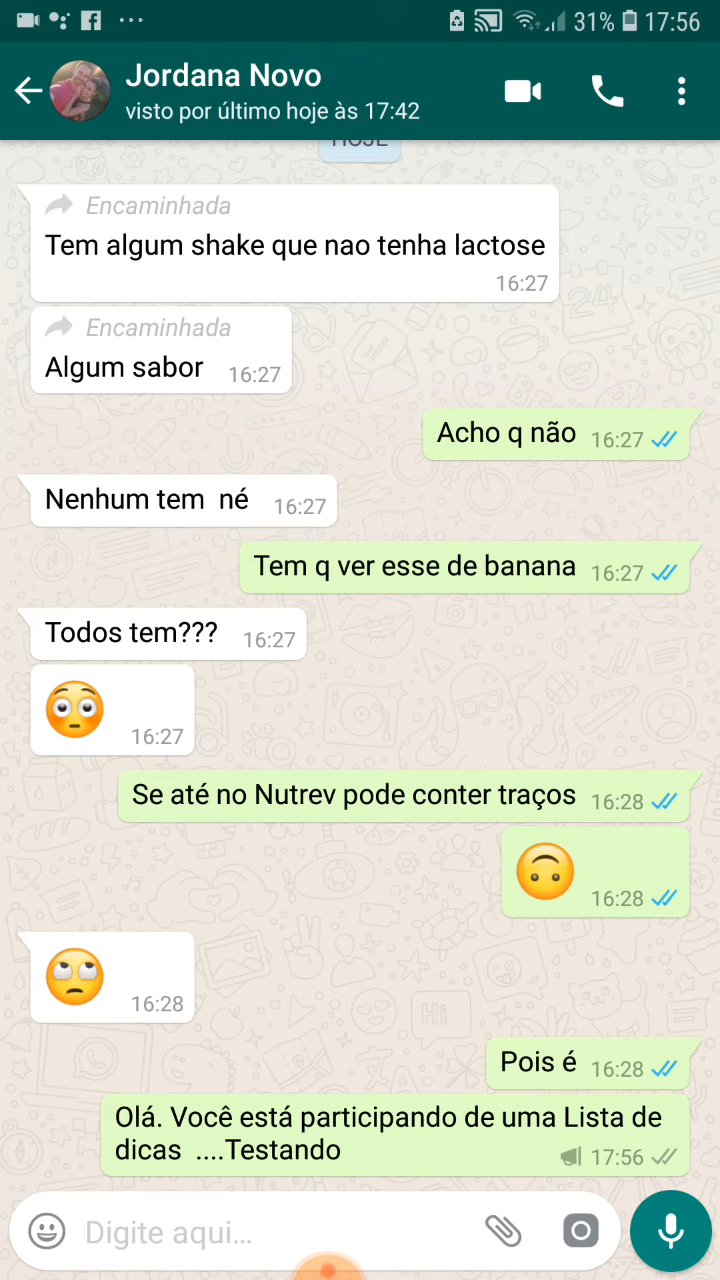 31% 17:56
Jordana Novo
visto por último hoje às 17:42
HOJE
Encaminhada
Tem algum shake que nao tenha lactose
16:27
Encaminhada
Algum sabor 16:27
Acho q não 16:27
Nenhum tem né 16:27
Tem q ver esse de banana 16:27
Todos tem??? 16:27
16:27
Se até no Nutrev pode conter traços 16:28
16:28
16:28
Pois é 16:28
Olá. Você está participando de uma Lista de
dicas ....Testando 17:56
Digite aqui...